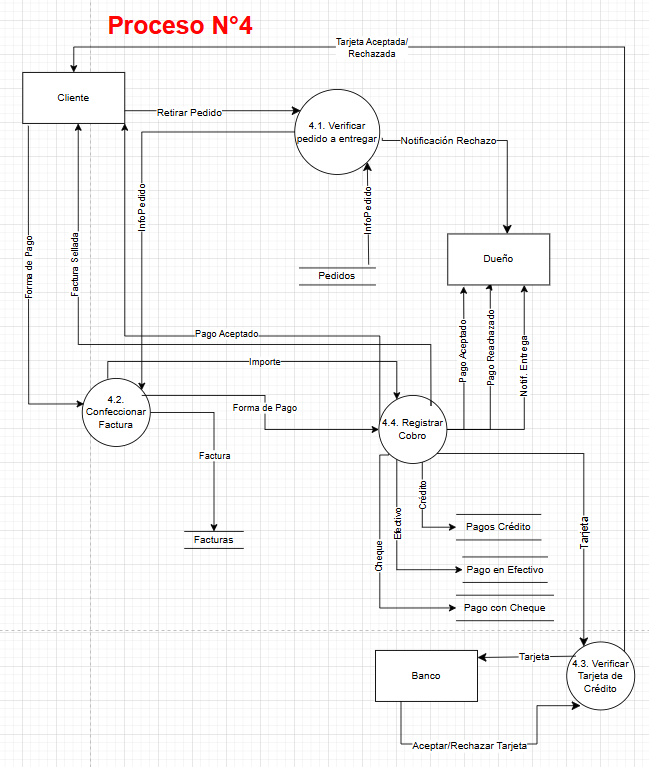 Proceso N°4
Tarjeta Aceptada/
Rechazada
Cliente
Retirar Pedido
4.1. Verificar
pedido a entregar
Notificación Rechazo
InfoPedido
InfoPedido
Forma de Pago
Factura Sellada
Dueño
Pedidos
Pago Aceptado
Pago Aceptado
Pago Reachazado
Notif. Entrega
Importe
4.2.
Confeccionar
Factura
Forma de Pago
4.4. Registrar
Cobro
Factura
Facturas
Crédito
Efectivo
Cheque
Tarjeta
Pagos Crédito
Pago en Efectivo
Pago con Cheque
Tarjeta
4.3. Verificar
Tarjeta de
Crédito
Banco
Aceptar/Rechazar Tarjeta